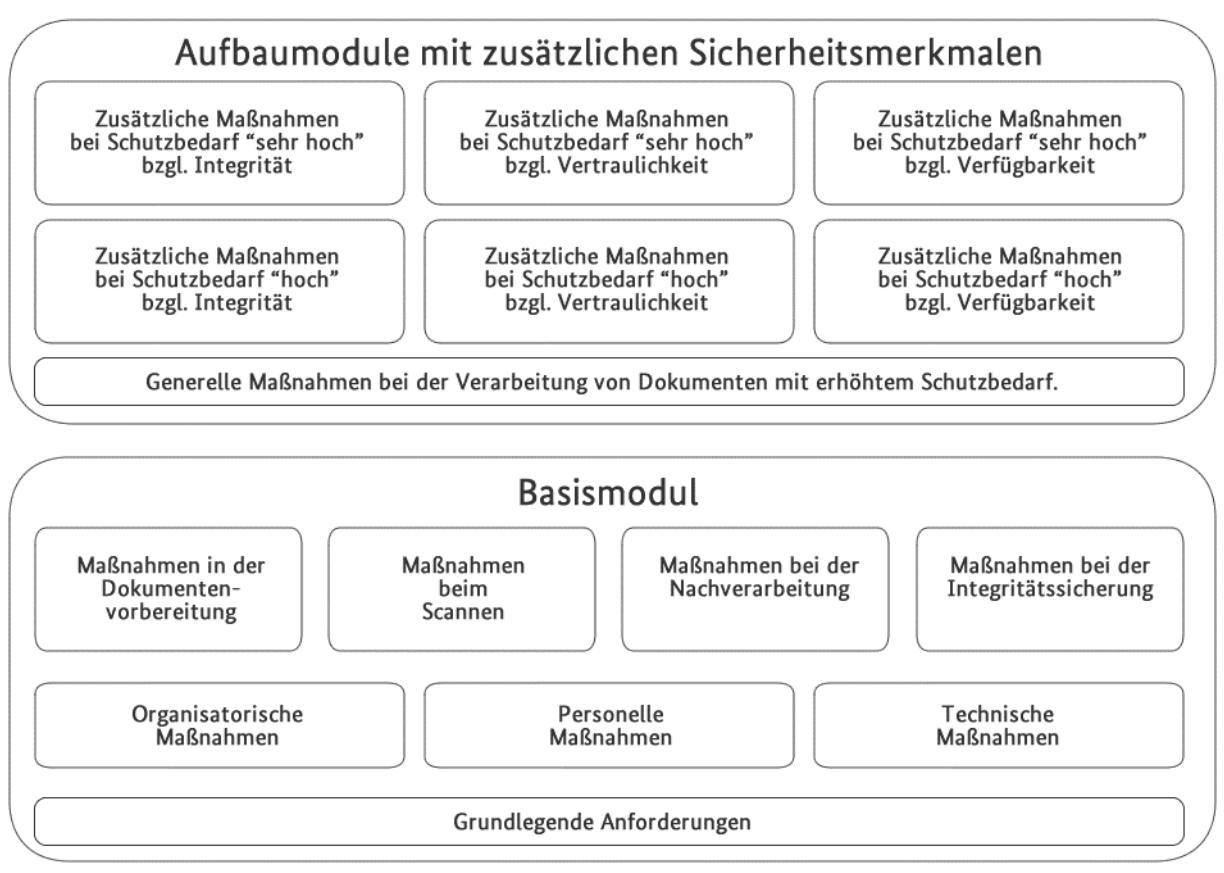 Aufbaumodule mit zusätzlichen Sicherheitsmerkmalen
Zusätzliche Maßnahmen
bei Schutzbedarf “sehr hoch”
bzgl. Integrität
Zusätzliche Maßnahmen
bei Schutzbedarf “sehr hoch”
bzgl. Vertraulichkeit
Zusätzliche Maßnahmen
bei Schutzbedarf “sehr hoch”
bzgl. Verfügbarkeit
Zusätzliche Maßnahmen
bei Schutzbedarf “hoch”
bzgl. Integrität
Zusätzliche Maßnahmen
bei Schutzbedarf “hoch”
bzgl. Vertraulichkeit
Zusätzliche Maßnahmen
bei Schutzbedarf “hoch”
bzgl. Verfügbarkeit
Generelle Maßnahmen bei der Verarbeitung von Dokumenten mit erhöhtem Schutzbedarf.
Basismodul
Maßnahmen in der
Dokumenten-
vorbereitung
Maßnahmen
beim
Scannen
Maßnahmen bei der
Nachverarbeitung
Maßnahmen bei der
Integritätssicherung
Organisatorische
Maßnahmen
Personelle
Maßnahmen
Technische
Maßnahmen
Grundlegende Anforderungen